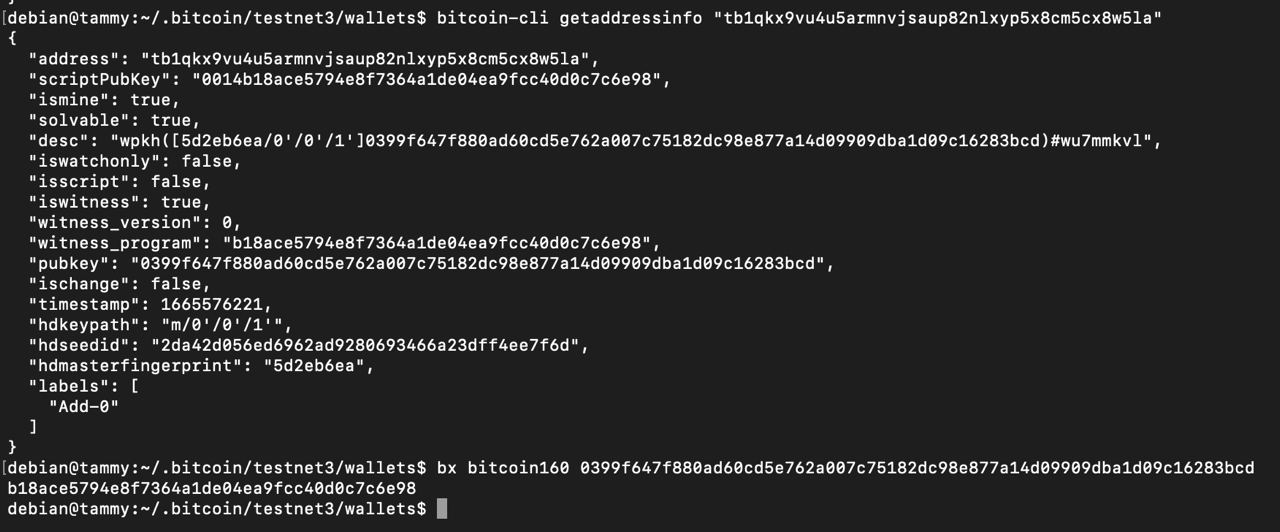 [debian@tammy:~/.bitcoin/testnet3/wallets$ bitcoin-cli getaddressinfo "tb1qkx9vu4u5armnvjsaup82nlxyp5x8cm5cx8w5la"
{
  "address": "tb1qkx9vu4u5armnvjsaup82nlxyp5x8cm5cx8w5la",
  "scriptPubKey": "0014b18ace5794e8f7364a1de04ea9fcc40d0c7c6e98",
  "ismine": true,
  "solvable": true,
  "desc": "wpkh([5d2eb6ea/0'/0'/1']0399f647f880ad60cd5e762a007c75182dc98e877a14d09909dba1d09c16283bcd)#wu7mmkvl",
  "iswatchonly": false,
  "isscript": false,
  "iswitness": true,
  "witness_version": 0,
  "witness_program": "b18ace5794e8f7364a1de04ea9fcc40d0c7c6e98",
  "pubkey": "0399f647f880ad60cd5e762a007c75182dc98e877a14d09909dba1d09c16283bcd",
  "ischange": false,
  "timestamp": 1665576221,
  "hdkeypath": "m/0'/0'/1'",
  "hdseedid": "2da42d056ed6962ad9280693466a23dff4ee7f6d",
  "hdmasterfingerprint": "5d2eb6ea",
  "labels": [
    "Add-0"
  ]
}
[debian@tammy:~/.bitcoin/testnet3/wallets$ bx bitcoin160 0399f647f880ad60cd5e762a007c75182dc98e877a14d09909dba1d09c16283bcd
b18ace5794e8f7364a1de04ea9fcc40d0c7c6e98
debian@tammy:~/.bitcoin/testnet3/wallets$